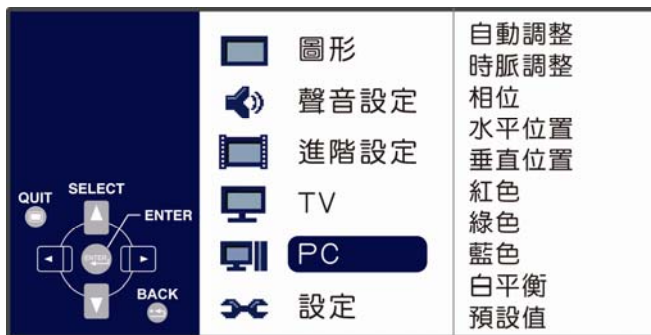 QUIT
SELECT
ENTER
ENTER
BACK
圖形
聲音設定
進階設定
TV
PC
設定
自動調整
時脈調整
相位
水平位置
垂直位置
紅色
綠色
藍色
白平衡
預設值